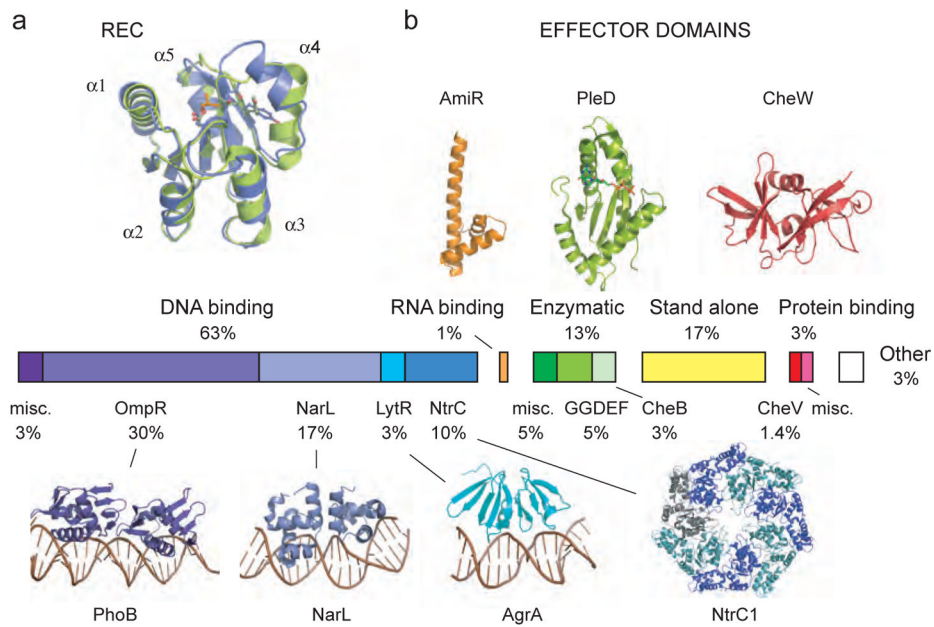 a
REC
α1
α5
α4
α2
α3
b
EFFECTOR DOMAINS
AmiR
PleD
CheW
DNA binding
63%
RNA binding
1%
Enzymatic
13%
Stand alone
17%
Protein binding
3%
Other
3%
misc.
3%
OmpR
30%
NarL
17%
LytR
3%
NtrC
10%
misc.
5%
GGDEF
5%
CheB
3%
CheV
1.4%
misc.
PhoB
NarL
AgrA
NtrC1